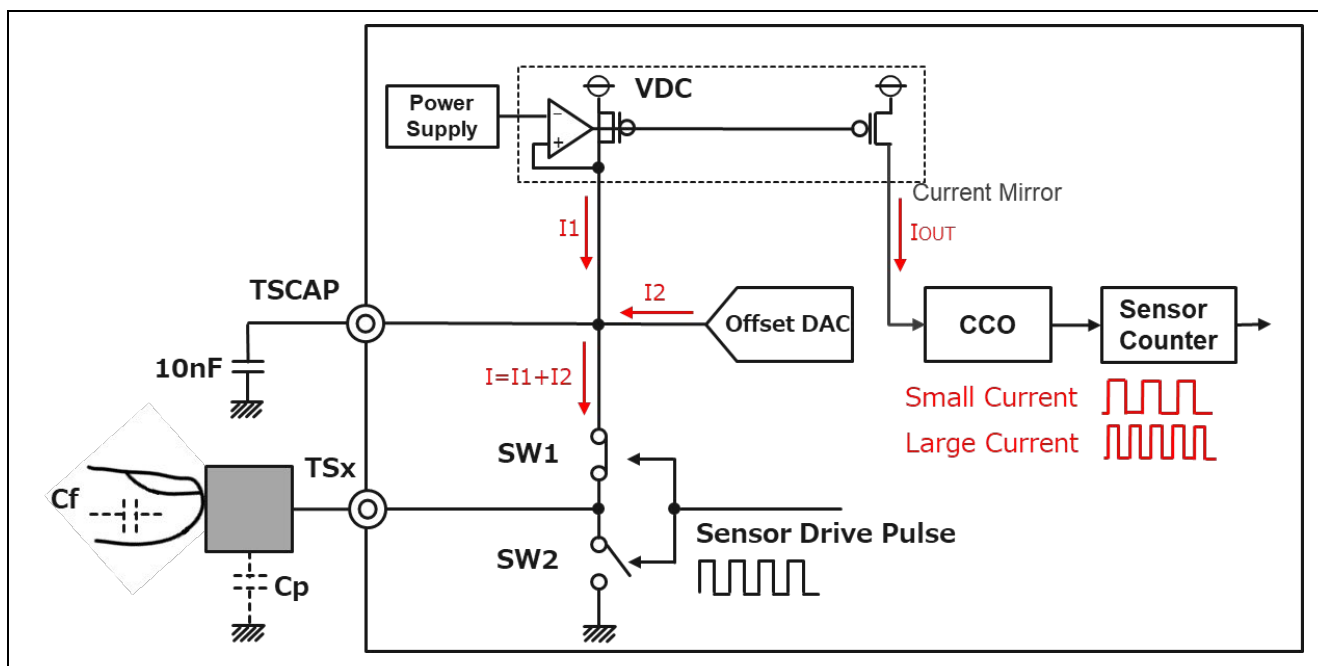 VDC
Power
Supply
−
+
Current Mirror
I1
IOUT
TSCAP
I2
Offset DAC
CCO
Sensor
Counter
10nF
I=I1+I2
Small Current
Large Current
SW1
TSx
Cf
Sensor Drive Pulse
SW2
Cp